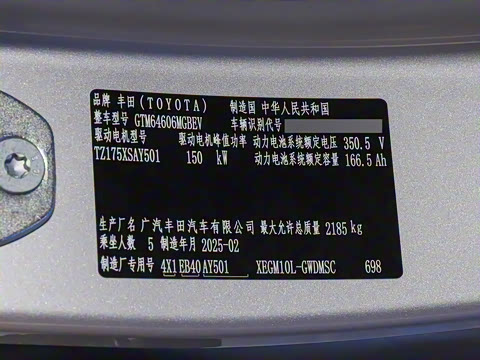 品牌 丰田(TOYOTA) 制造国 中华人民共和国
整车型号 GTM64606MGBEV 车辆识别代号
驱动电机型号 驱动电机峰值功率 动力电池系统额定电压 350.5 V
TZ175XSAY501 150 kW 动力电池系统额定容量 166.5 Ah
生产厂名 广汽丰田汽车有限公司 最大允许总质量 2185 kg
乘坐人数 5 制造年月 2025-02
制造厂专用号 4X1 EB40 AY501 XEGM10L-GWDMSC 698